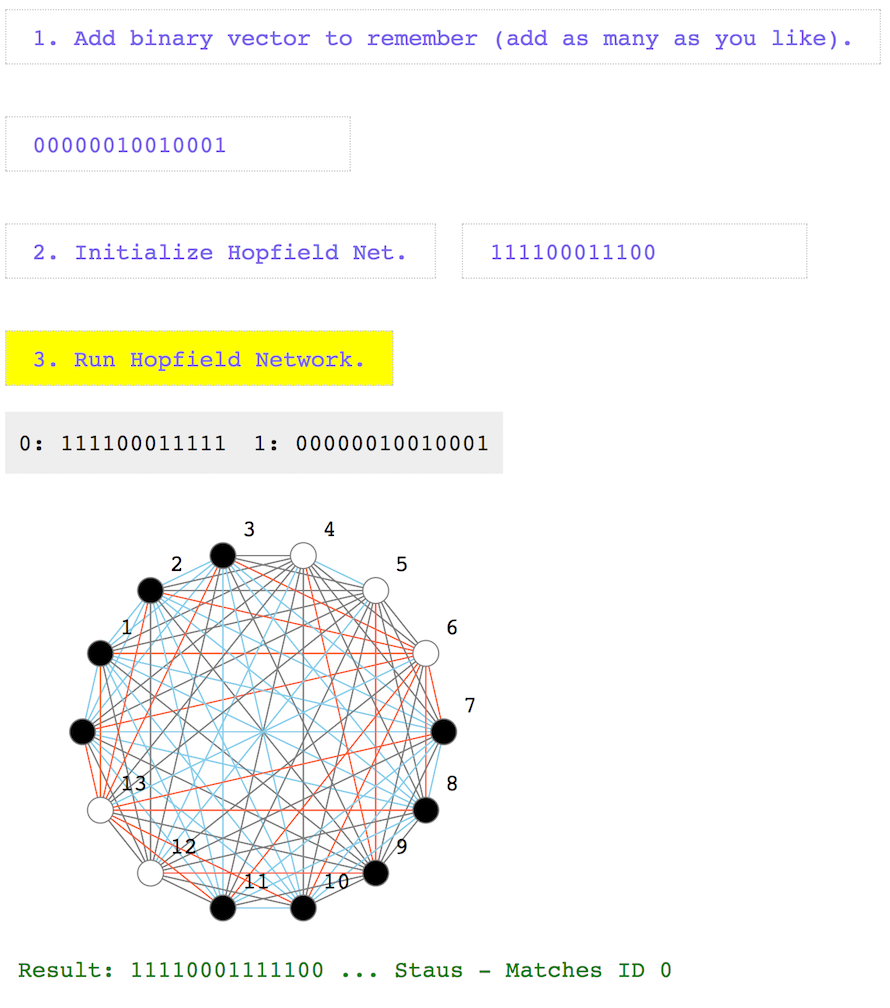 1. Add binary vector to remember (add as many as you like).
00000010010001
2. Initialize Hopfield Net.
111100011100
3. Run Hopfield Network.
0: 111100011111 1: 00000010010001
3 4
2 5
1 6
7
13 8
12 9
11 10
Result: 11110001111100 ... Staus - Matches ID 0